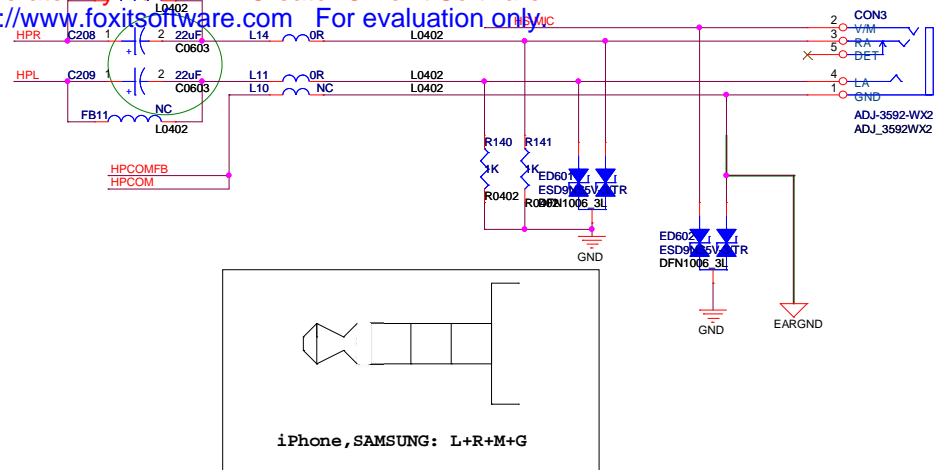 L0402
://www.foxitsoftware.com For evaluation only.
HPR
C208
1
2
22uF
C0603
L14
0R
L0402
HPL
C209
1
2
22uF
C0603
L11
0R
L0402
L10
NC
L0402
FB11
NC
L0402
HPCOMFB
HPCOM
CON3
2
V/M
3
RA
5
DET
4
LA
1
GND
ADJ-3592-WX2
ADJ_3592WX2
R140
1K
R0402
R141
1K
ED601
DFN1006_3L
GND
ED602
DFN1006_3L
GND
EARGND
iPhone,SAMSUNG: L+R+M+G